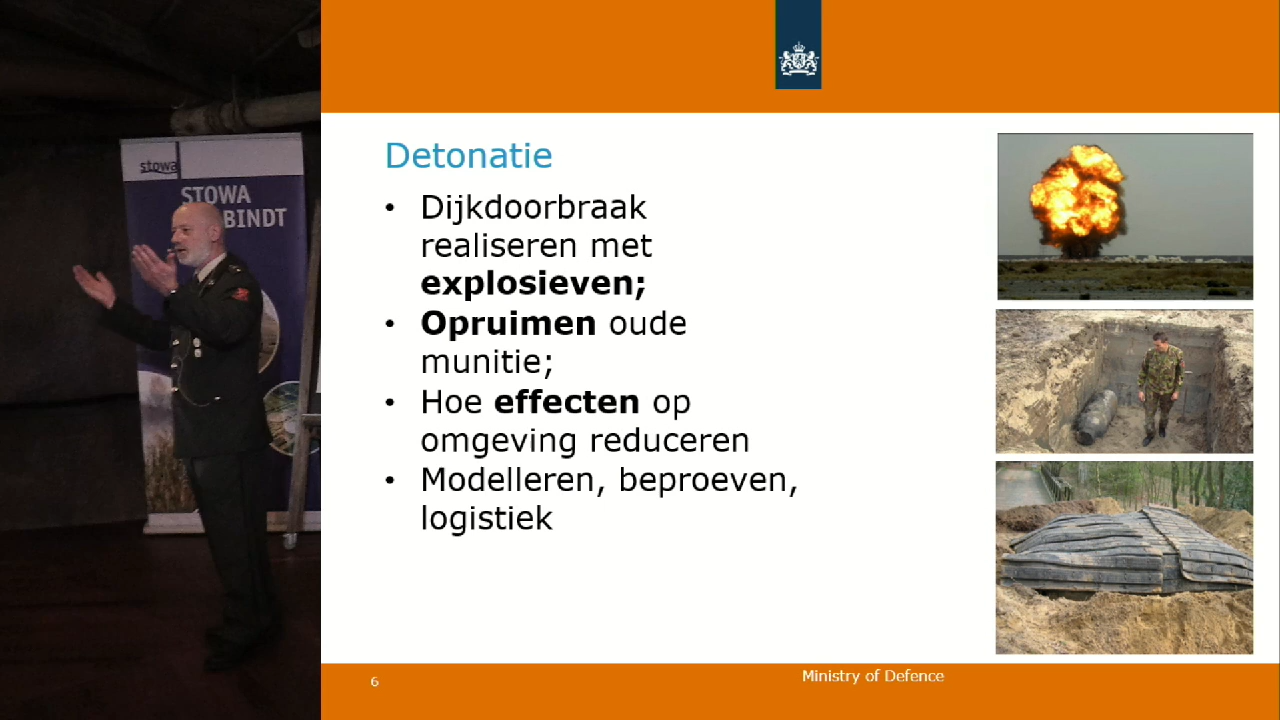 stowa
STOWA
BINDT
Detonatie
• Dijkdoorbraak
realiseren met
explosieven;
• Opruimen oude
munitie;
• Hoe effecten op
omgeving reduceren
• Modelleren, beproeven,
logistiek
6
Ministry of Defence